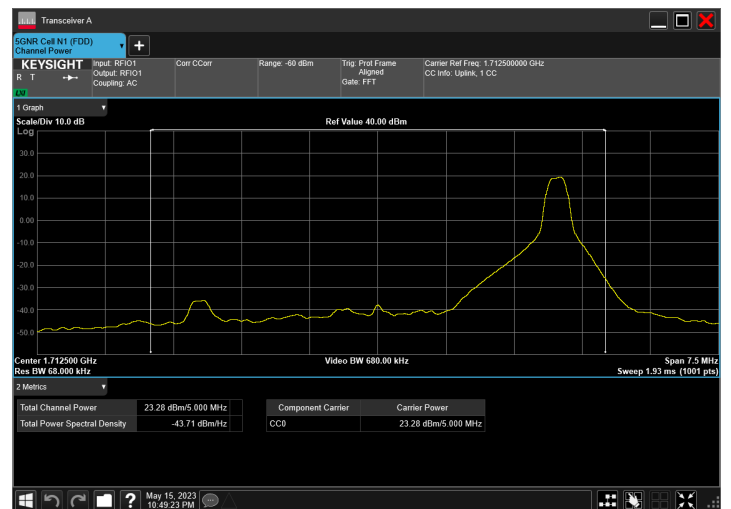 Transceiver A
5GNR Cell N1 (FDD)
Channel Power
KEYSIGHT
R T
LXI
Input: RFIO1
Output: RFIO1
Coupling: AC
Corr CCorr
Range: -60 dBm
Trig: Prot Frame
Aligned
Gate: FFT
Carrier Ref Freq: 1.712500000 GHz
CC Info: Uplink, 1 CC
1 Graph
Scale/Div 10.0 dB
Ref Value 40.00 dBm
Log
30.0
20.0
10.0
0.00
-10.0
-20.0
-30.0
-40.0
-50.0
Center 1.712500 GHz
Video BW 680.00 kHz
Span 7.5 MHz
Res BW 68.000 kHz
Sweep 1.93 ms (1001 pts)
2 Metrics
Total Channel Power 23.28 dBm/5.000 MHz
Total Power Spectral Density -43.71 dBm/Hz
Component Carrier Carrier Power
CC0 23.28 dBm/5.000 MHz
?
May 15, 2023
10:49:23 PM